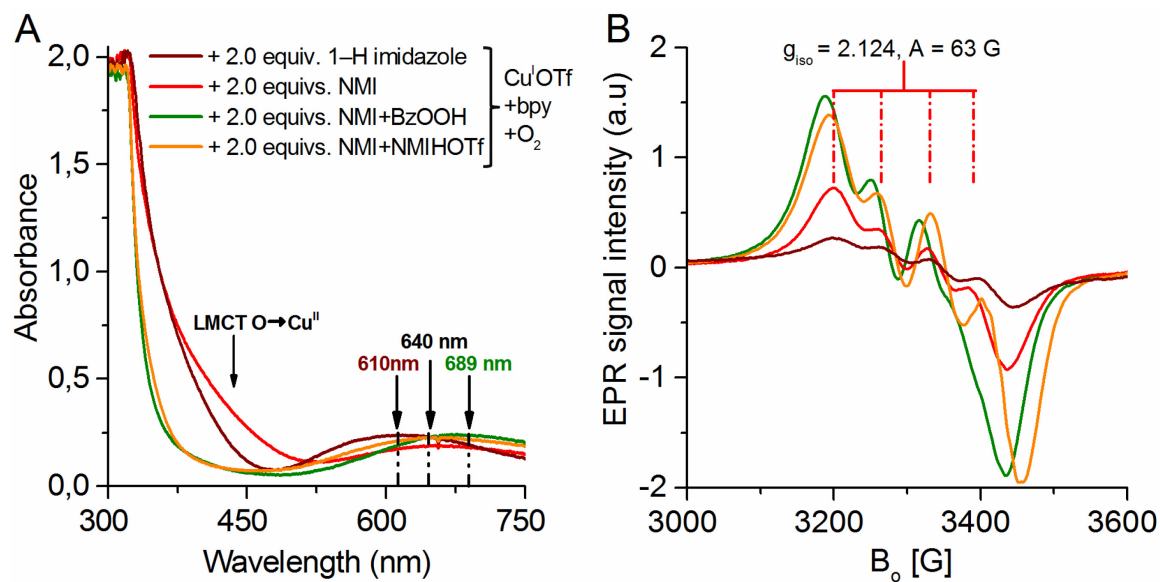 A
2,0
1,5
1,0
0,5
0,0
Absorbance
+ 2.0 equiv. 1–H imidazole
+ 2.0 equivs. NMI
+ 2.0 equivs. NMI+BzOOH
+ 2.0 equivs. NMI+NMIHOTf
CuᴵOTf
+bpy
+O₂
LMCT O→Cuᴵᴵ
640 nm
610nm
689 nm
300
450
600
750
Wavelength (nm)
B
g_iso = 2.124, A = 63 G
2
1
0
-1
-2
EPR signal intensity (a.u)
3000
3200
3400
3600
Bₒ [G]